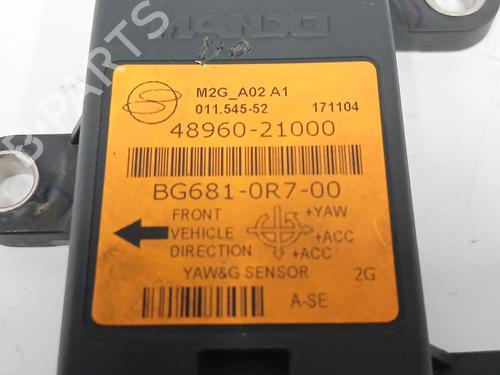 MANDO
M2G_A02 A1
011.545-52 171104
48960-21000
BG681-0R7-00
FRONT
VEHICLE
DIRECTION
+YAW
+ACC
+ACC
YAW&G SENSOR 2G
A-SE
PARTS